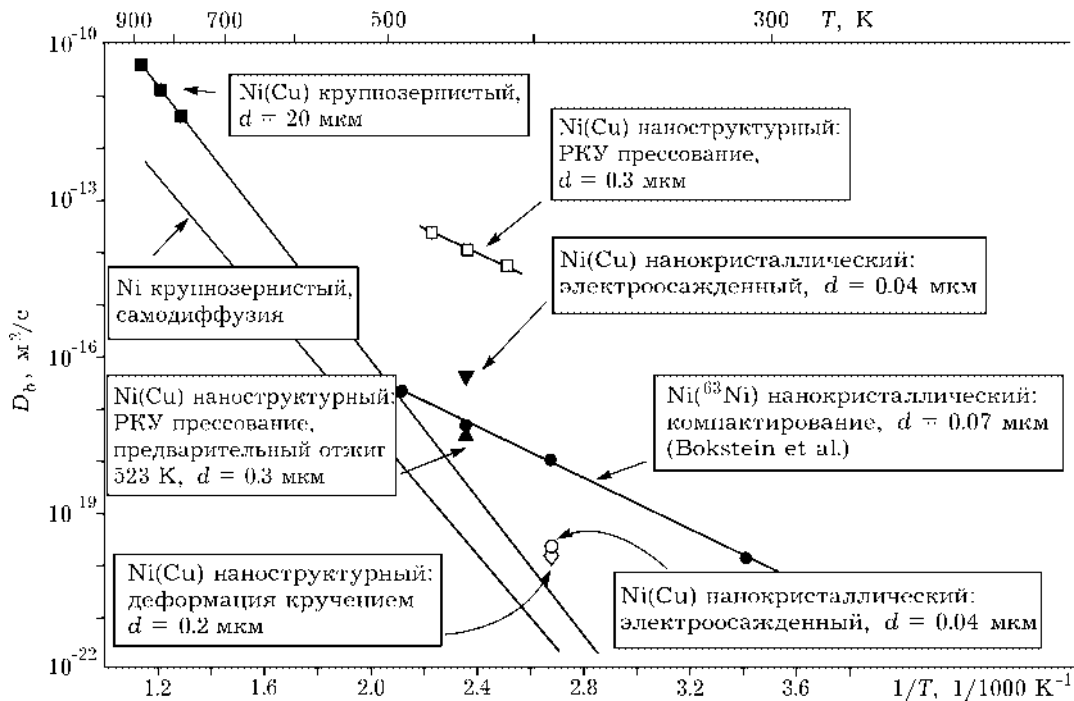 900 700 500 300 T, К
10⁻¹⁰
10⁻¹³
10⁻¹⁶
10⁻¹⁹
10⁻²²
D_b, м²/с
Ni(Cu) крупнозернистый,
d = 20 мкм
Ni(Cu) наноструктурный:
РКУ прессование,
d = 0.3 мкм
Ni крупнозернистый,
самодиффузия
Ni(Cu) нанокристаллический:
электроосажденный, d = 0.04 мкм
Ni(Cu) наноструктурный:
РКУ прессование,
предварительный отжиг
523 К, d = 0.3 мкм
Ni(⁶³Ni) нанокристаллический:
компактирование, d = 0.07 мкм
(Bokstein et al.)
Ni(Cu) наноструктурный:
деформация кручением
d = 0.2 мкм
Ni(Cu) нанокристаллический:
электроосажденный, d = 0.04 мкм
1.2 1.6 2.0 2.4 2.8 3.2 3.6 1/T, 1/1000 К⁻¹